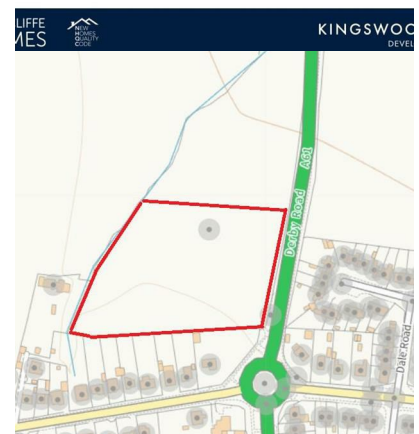 LIFFE
MES
NEW
HOMES
QUALITY
CODE
KINGSWOO
DEVEL
Derby Road A61
Dale Road